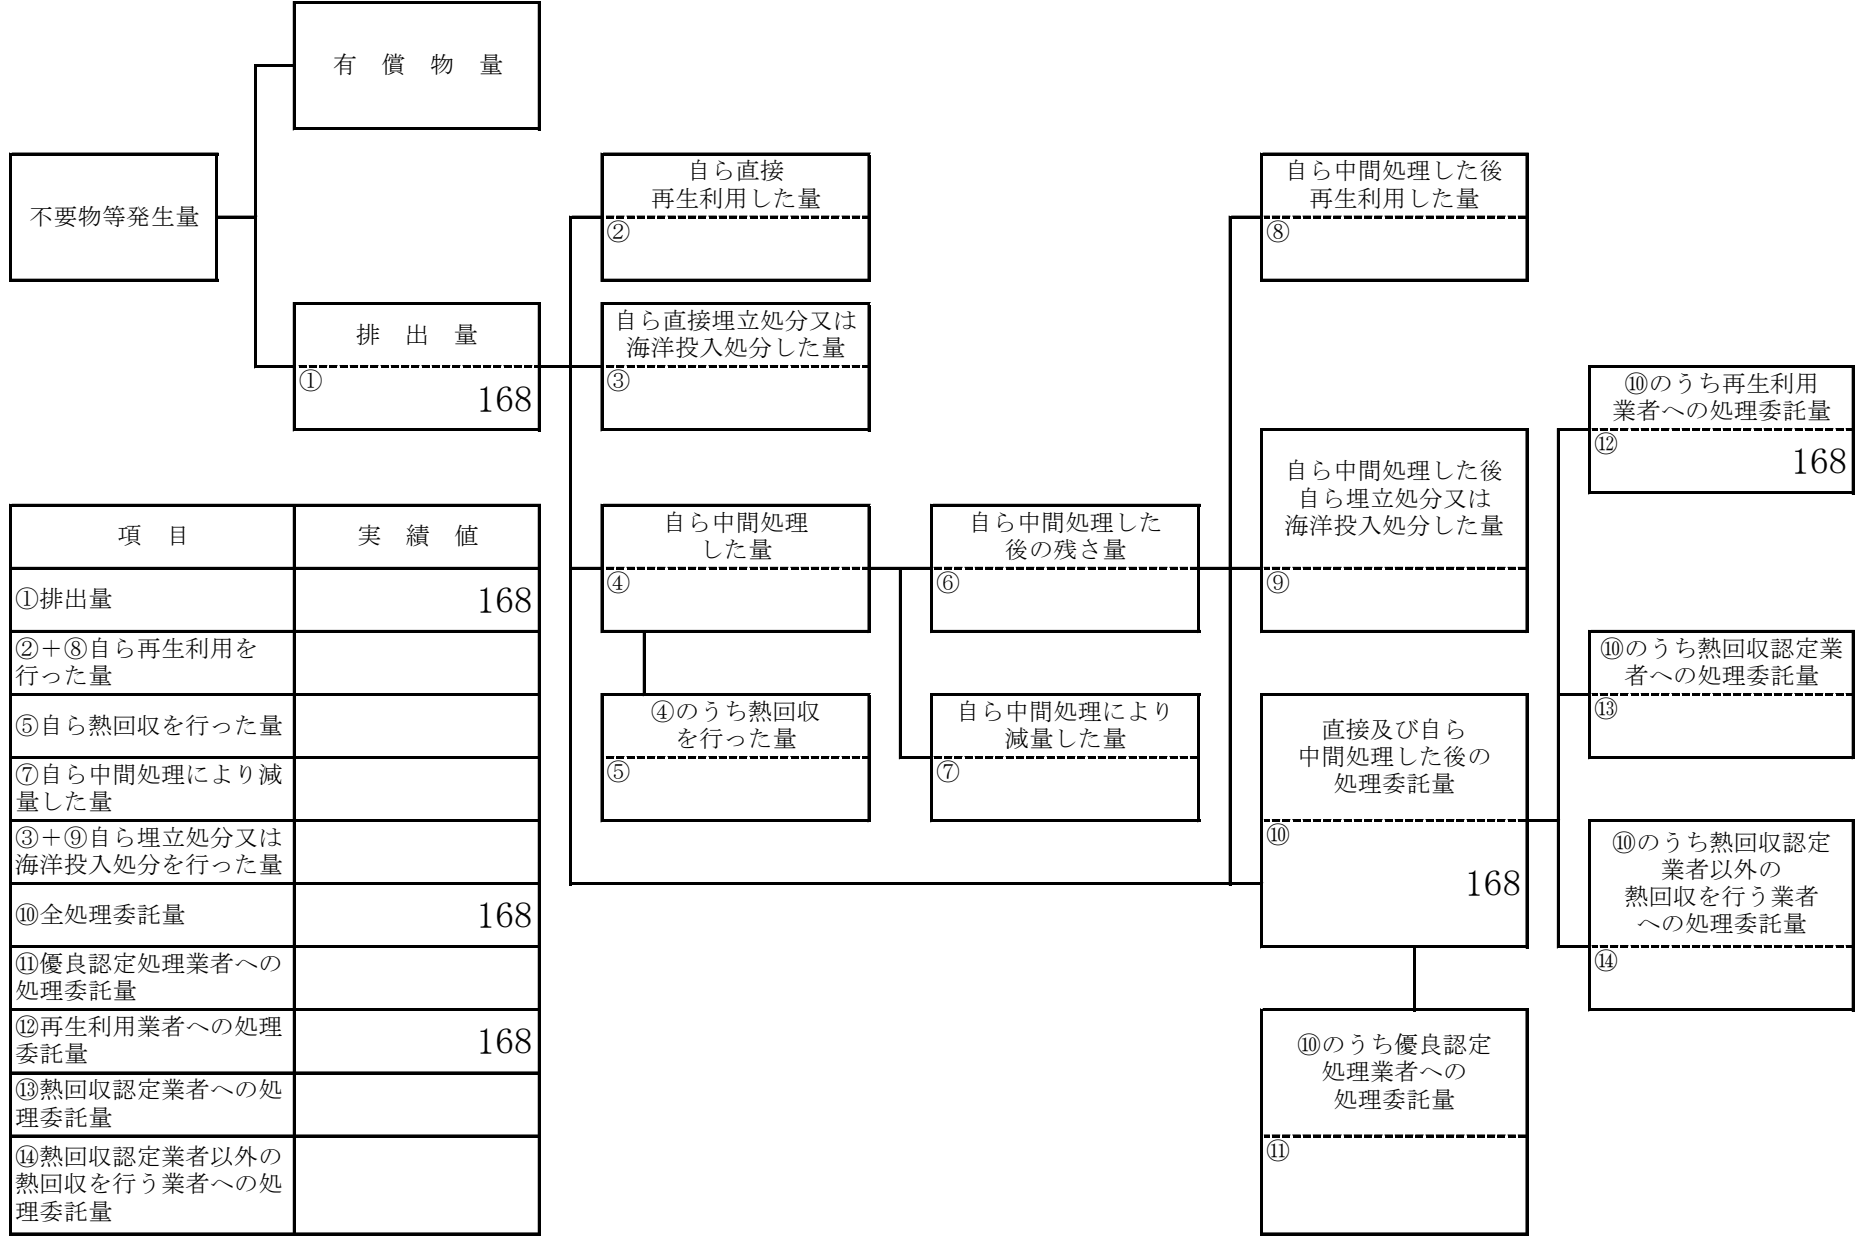 有 償 物 量
不要物等発生量
排 出 量
①
168
自ら直接
再生利用した量
②
自ら直接埋立処分又は
海洋投入処分した量
③
自ら中間処理
した量
④
④のうち熱回収
を行った量
⑤
自ら中間処理した
後の残さ量
⑥
自ら中間処理により
減量した量
⑦
自ら中間処理した後
再生利用した量
⑧
自ら中間処理した後
自ら埋立処分又は
海洋投入処分した量
⑨
直接及び自ら
中間処理した後の
処理委託量
⑩
168
⑩のうち優良認定
処理業者への
処理委託量
⑪
⑩のうち再生利用
業者への処理委託量
⑫
168
⑩のうち熱回収認定業
者への処理委託量
⑬
⑩のうち熱回収認定
業者以外の
熱回収を行う業者
への処理委託量
⑭
項 目
実 績 値
①排出量
168
②＋⑧自ら再生利用を
行った量
⑤自ら熱回収を行った量
⑦自ら中間処理により減
量した量
③＋⑨自ら埋立処分又は
海洋投入処分を行った量
⑩全処理委託量
168
⑪優良認定処理業者への
処理委託量
⑫再生利用業者への処理
委託量
168
⑬熱回収認定業者への処
理委託量
⑭熱回収認定業者以外の
熱回収を行う業者への処
理委託量